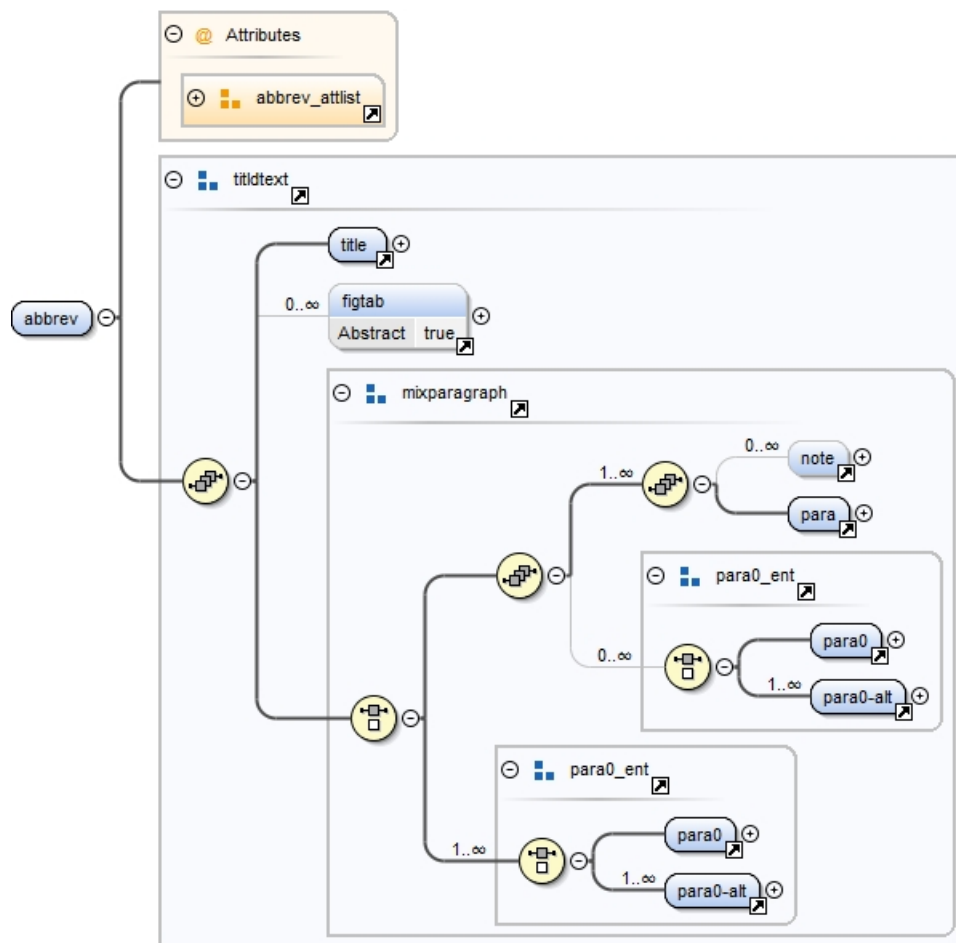 @ Attributes
abbrev_attlist
titldtext
title
0..∞ figtab
Abstract true
abbrev
mixparagraph
0..∞ note
1..∞
para
para0_ent
para0
0..∞
1..∞ para0-alt
para0_ent
para0
1..∞
1..∞ para0-alt